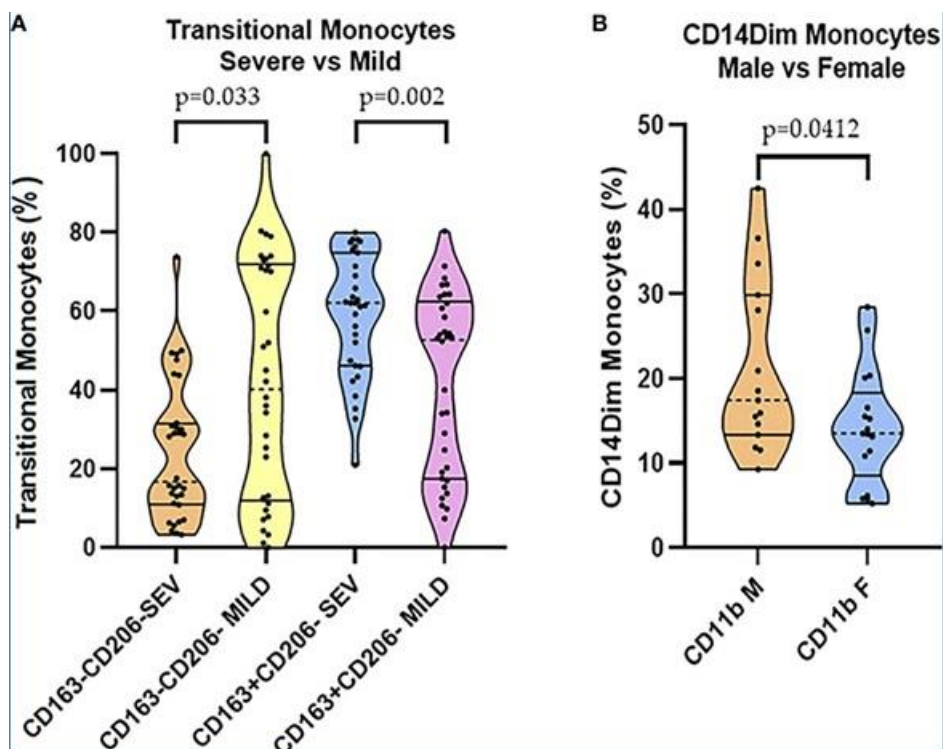 A
Transitional Monocytes
Severe vs Mild
p=0.033
p=0.002
Transitional Monocytes (%)
100
80
60
40
20
0
CD163-CD206-SEV
CD163-CD206- MILD
CD163+CD206- SEV
CD163+CD206- MILD
B
CD14Dim Monocytes
Male vs Female
p=0.0412
CD14Dim Monocytes (%)
50
40
30
20
10
0
CD11b M
CD11b F